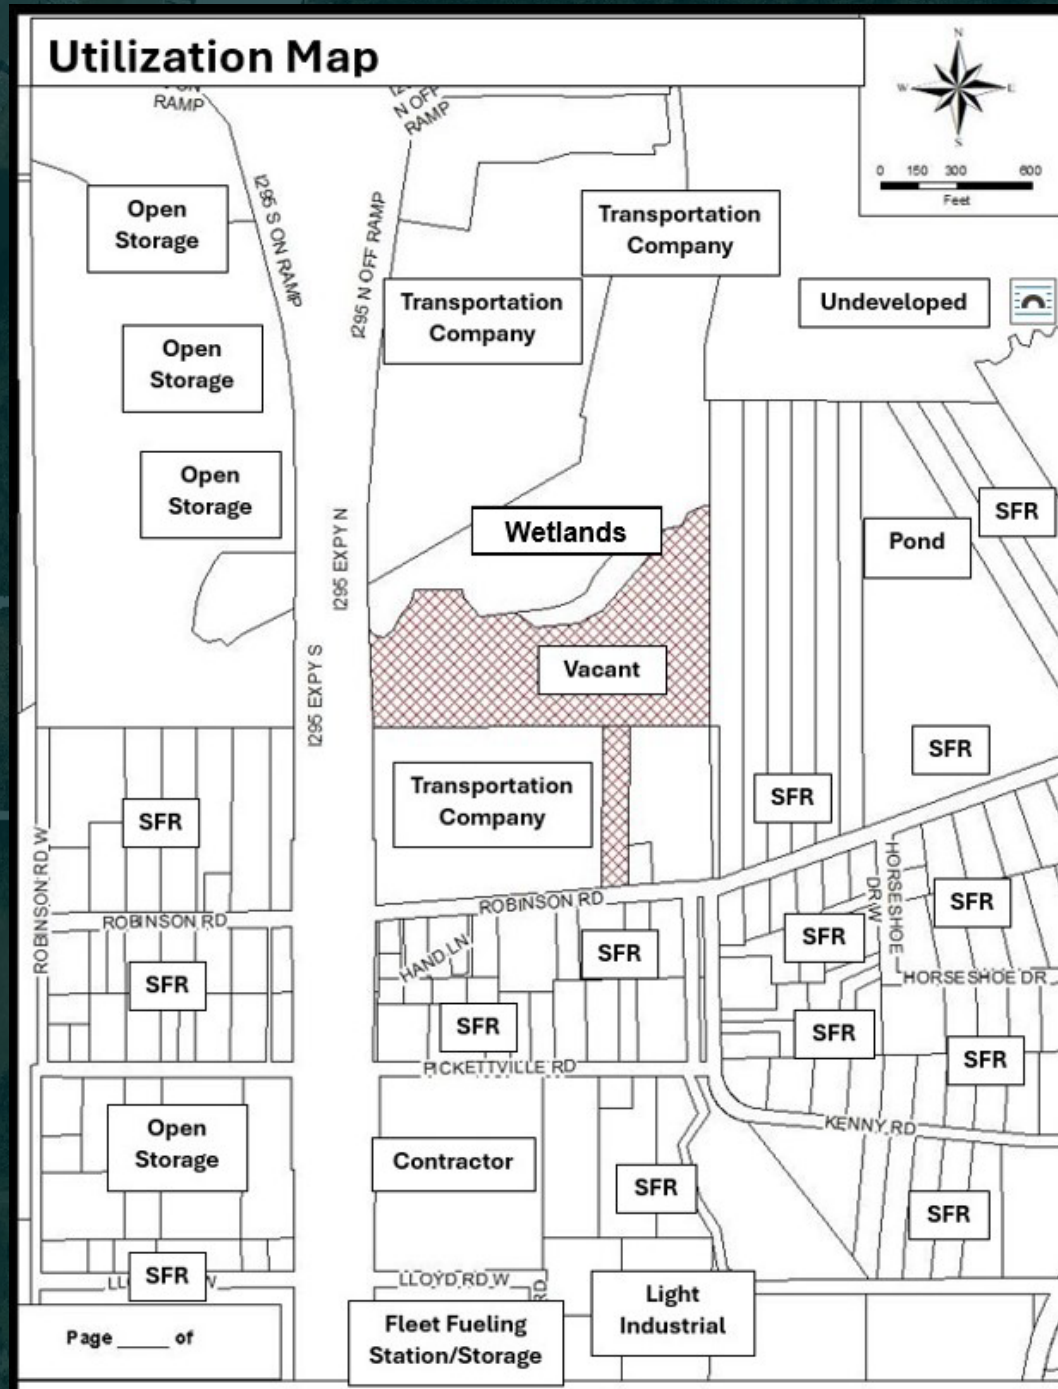 Utilization Map
N
W
E
S
0 150 300 600
Feet
RAMP
N OFF
RAMP
I295 S ON RAMP
I295 N OFF RAMP
Open
Storage
Transportation
Company
Transportation
Company
Undeveloped
Open
Storage
Open
Storage
SFR
Wetlands
Pond
I295 EXPY N
I295 EXPY S
Vacant
SFR
Transportation
Company
SFR
SFR
ROBINSON RD W
ROBINSON RD
ROBINSON RD
HORSESHOE
DR W
SFR
SFR
SFR
HAND LN
SFR
HORSESHOE DR
SFR
SFR
SFR
PICKETTVILLE RD
SFR
KENNY RD
Open
Storage
Contractor
SFR
SFR
SFR
LLOYD RD W
RD
Light
Industrial
Fleet Fueling
Station/Storage
Page _____ of